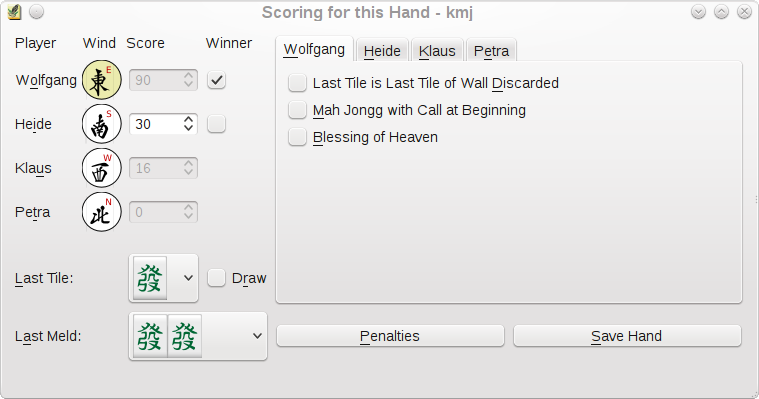 Scoring for this Hand - kmj
Player Wind Score Winner
Wolfgang 東 E 90
Heide 南 S 30
Klaus 西 W 16
Petra 北 N 0
Last Tile: 發 Draw
Last Meld: 發 發
Wolfgang Heide Klaus Petra
Last Tile is Last Tile of Wall Discarded
Mah Jongg with Call at Beginning
Blessing of Heaven
Penalties Save Hand